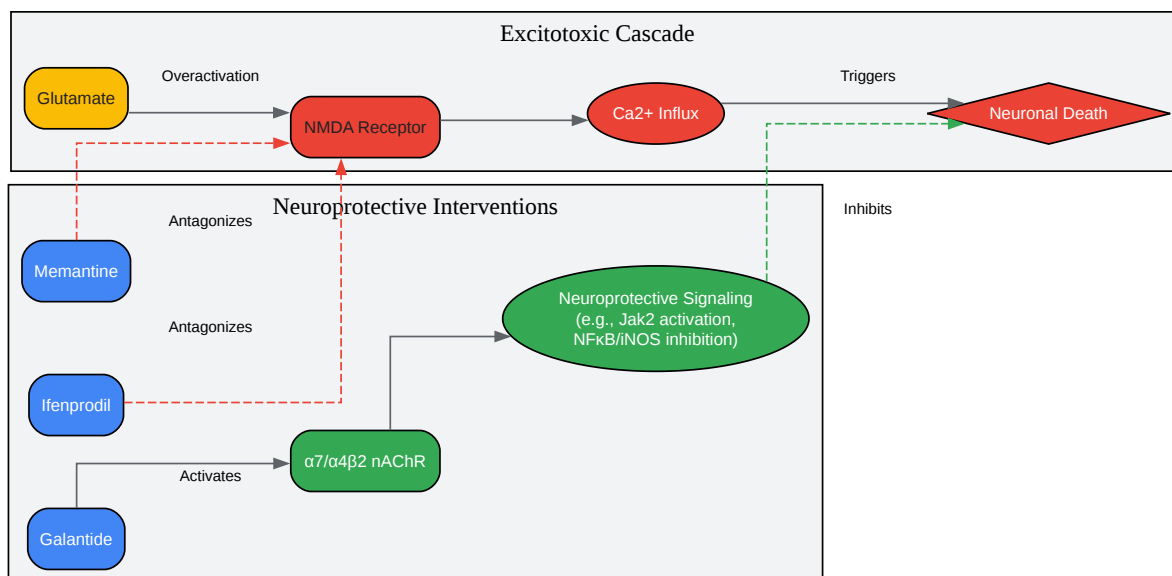 Excitotoxic Cascade
Overactivation
Triggers
Glutamate
NMDA Receptor
Ca2+ Influx
Neuronal Death
Neuroprotective Interventions
Antagonizes
Inhibits
Memantine
Neuroprotective Signaling
(e.g., Jak2 activation,
NFκB/iNOS inhibition)
Antagonizes
Ifenprodil
α7/α4β2 nAChR
Activates
Galantide